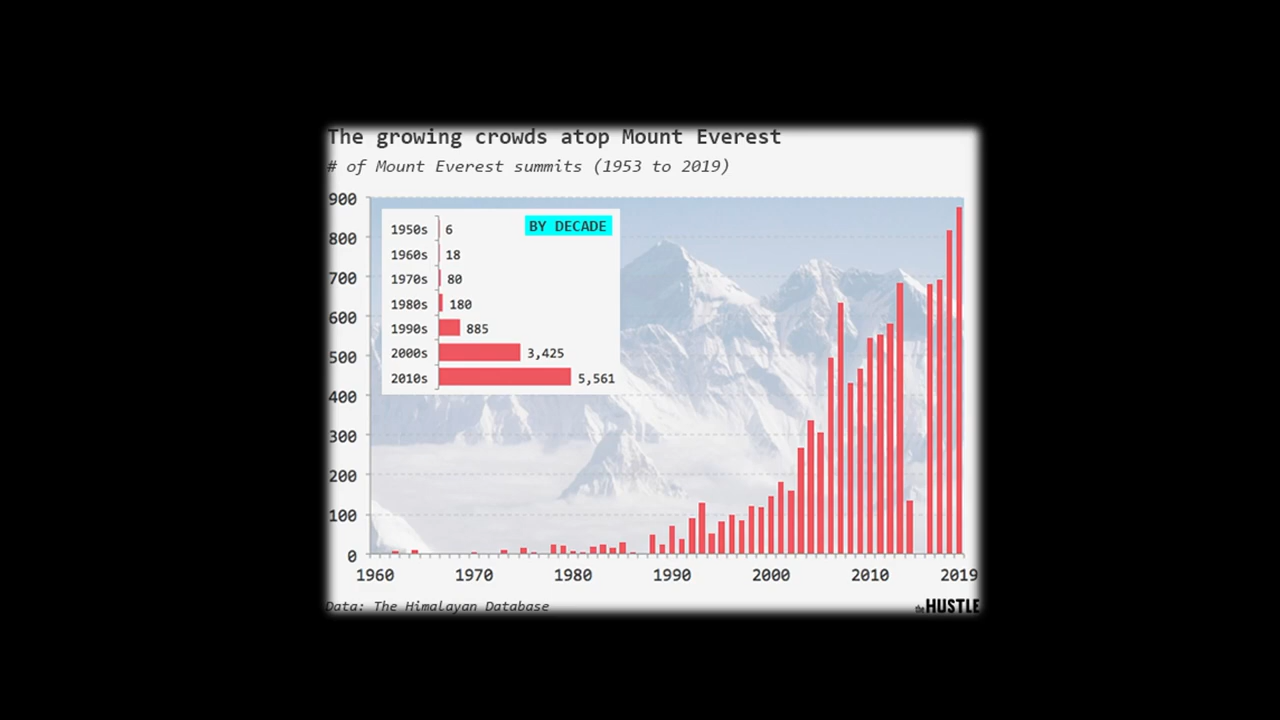 The growing crowds atop Mount Everest
# of Mount Everest summits (1953 to 2019)
900
800
700
600
500
400
300
200
100
0
BY DECADE
1950s 6
1960s 18
1970s 80
1980s 180
1990s 885
2000s 3,425
2010s 5,561
1960 1970 1980 1990 2000 2010 2019
Data: The Himalayan Database
the HUSTLE